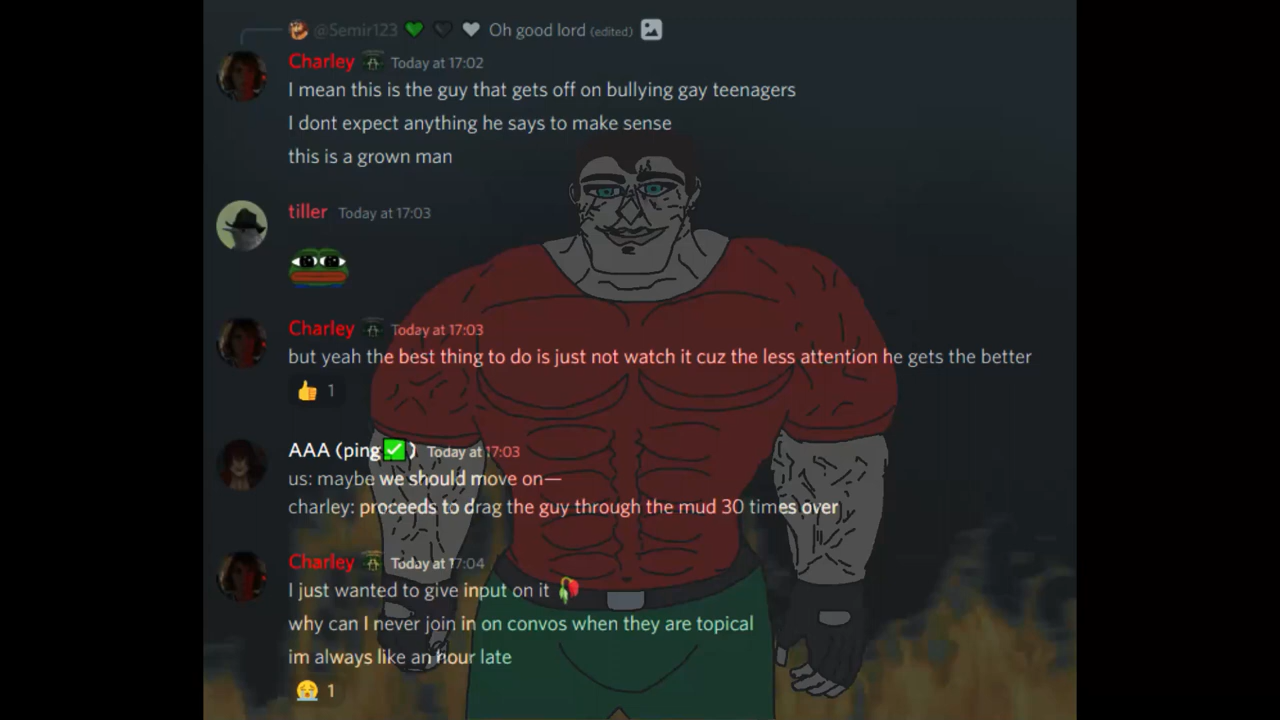 @Semir123 💚 🖤 🤍 Oh good lord (edited)
Charley Today at 17:02
I mean this is the guy that gets off on bullying gay teenagers
I dont expect anything he says to make sense
this is a grown man
tiller Today at 17:03
Charley Today at 17:03
but yeah the best thing to do is just not watch it cuz the less attention he gets the better
👍 1
AAA (ping✅) Today at 17:03
us: maybe we should move on—
charley: proceeds to drag the guy through the mud 30 times over
Charley Today at 17:04
I just wanted to give input on it 🥀
why can I never join in on convos when they are topical
im always like an hour late
😭 1